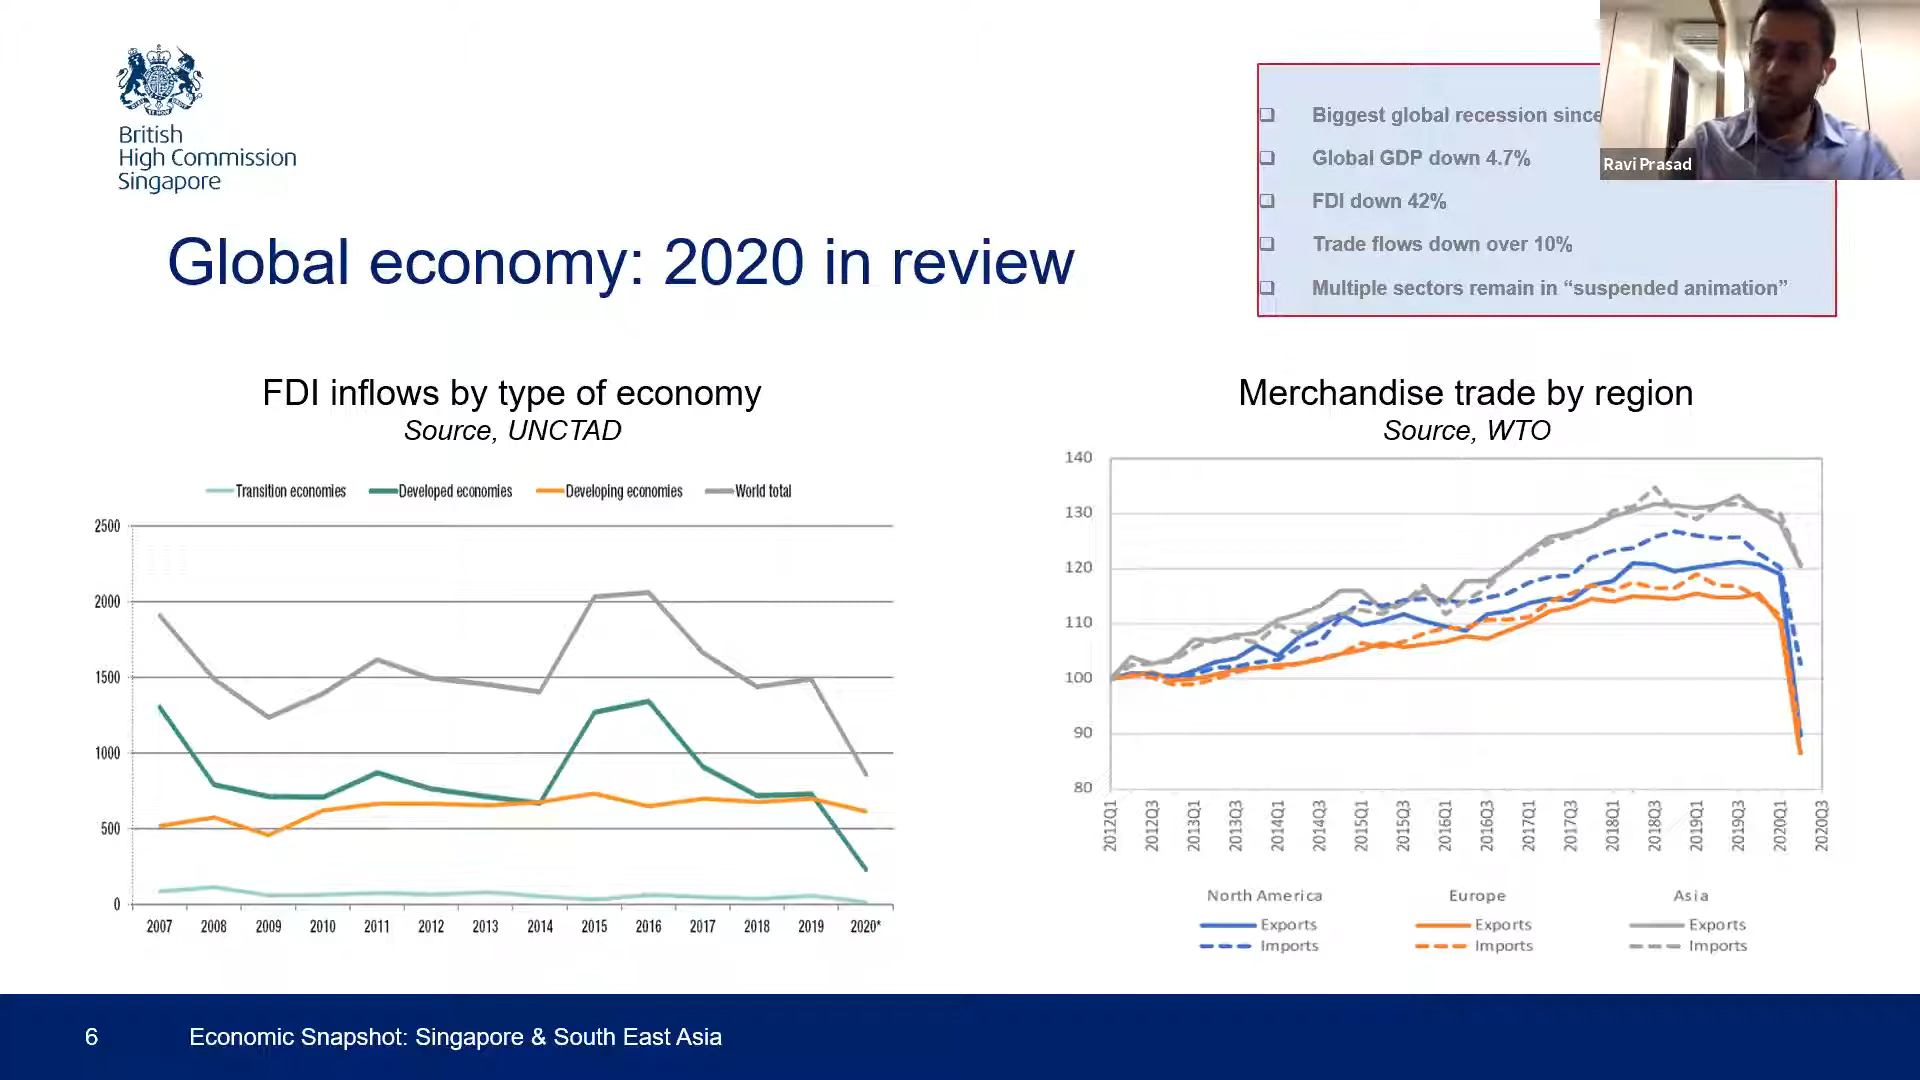 British
High Commission
Singapore
Biggest global recession since
Global GDP down 4.7%
FDI down 42%
Trade flows down over 10%
Multiple sectors remain in “suspended animation”
Ravi Prasad
Global economy: 2020 in review
FDI inflows by type of economy
Source, UNCTAD
Transition economies Developed economies Developing economies World total
2500
2000
1500
1000
500
0
2007 2008 2009 2010 2011 2012 2013 2014 2015 2016 2017 2018 2019 2020*
Merchandise trade by region
Source, WTO
140
130
120
110
100
90
80
2012Q1 2012Q3 2013Q1 2013Q3 2014Q1 2014Q3 2015Q1 2015Q3 2016Q1 2016Q3 2017Q1 2017Q3 2018Q1 2018Q3 2019Q1 2019Q3 2020Q1 2020Q3
North America Europe Asia
Exports Exports Exports
Imports Imports Imports
6 Economic Snapshot: Singapore & South East Asia